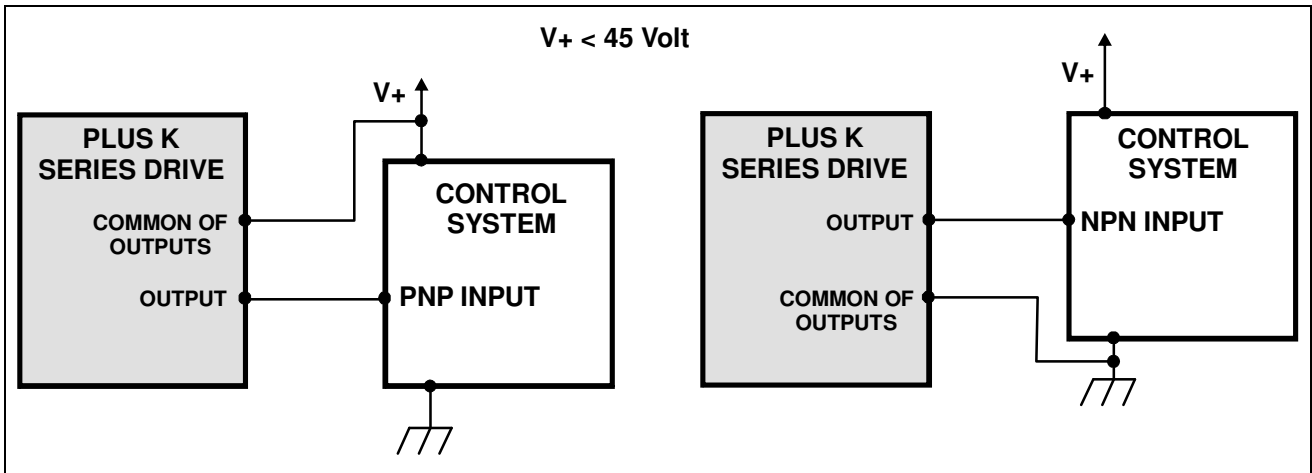 V+ < 45 Volt
V+
PLUS K
SERIES DRIVE
COMMON OF
OUTPUTS
OUTPUT
CONTROL
SYSTEM
PNP INPUT
V+
PLUS K
SERIES DRIVE
OUTPUT
COMMON OF
OUTPUTS
CONTROL
SYSTEM
NPN INPUT